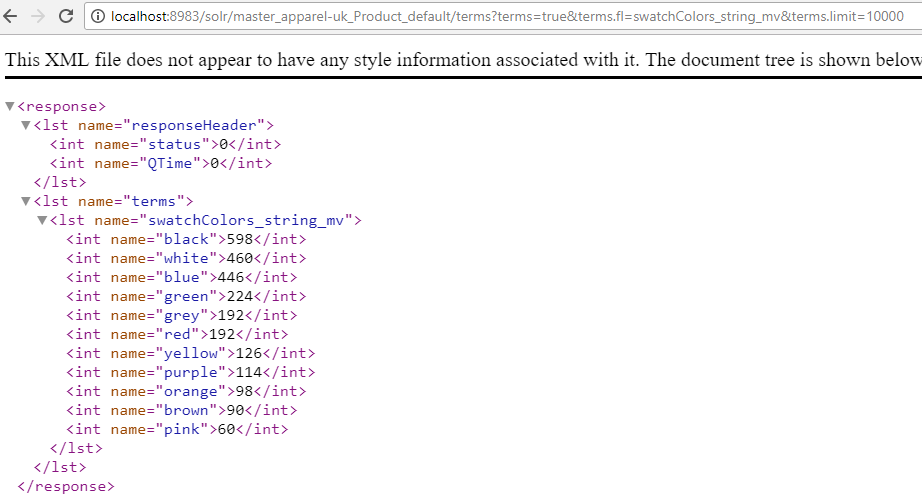 localhost:8983/solr/master_apparel-uk_Product_default/terms?terms=true&terms.fl=swatchColors_string_mv&terms.limit=10000
This XML file does not appear to have any style information associated with it. The document tree is shown below
▼<response>
▼<lst name="responseHeader">
<int name="status">0</int>
<int name="QTime">0</int>
</lst>
▼<lst name="terms">
▼<lst name="swatchColors_string_mv">
<int name="black">598</int>
<int name="white">460</int>
<int name="blue">446</int>
<int name="green">224</int>
<int name="grey">192</int>
<int name="red">192</int>
<int name="yellow">126</int>
<int name="purple">114</int>
<int name="orange">98</int>
<int name="brown">90</int>
<int name="pink">60</int>
</lst>
</lst>
</response>